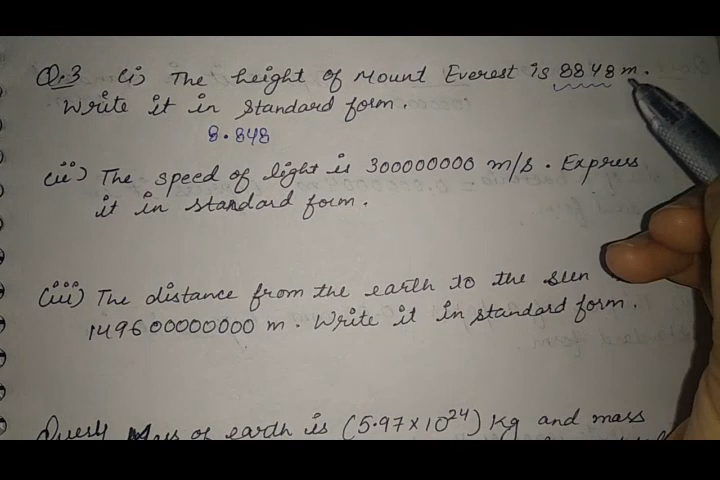 Q.3 (i) The height of Mount Everest is 8848 m.
Write it in standard form.
8.848
(ii) The speed of light is 300000000 m/s. Express
it in standard form.
(iii) The distance from the earth to the sun
149600000000 m. Write it in standard form.
Mass of earth is (5.97×10²⁴) Kg and mass